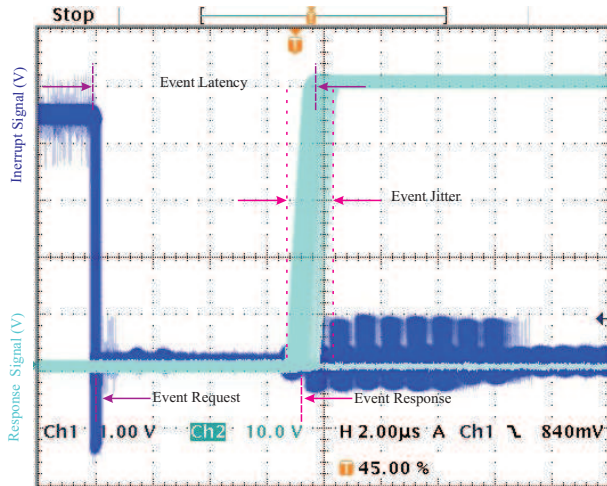 Stop
T
T
Event Latency
Inerrupt Signal (V)
Event Jitter
Response Signal (V)
Event Request
Event Response
Ch1 1.00 V Ch2 10.0 V H 2.00µs A Ch1 840mV
T 45.00 %